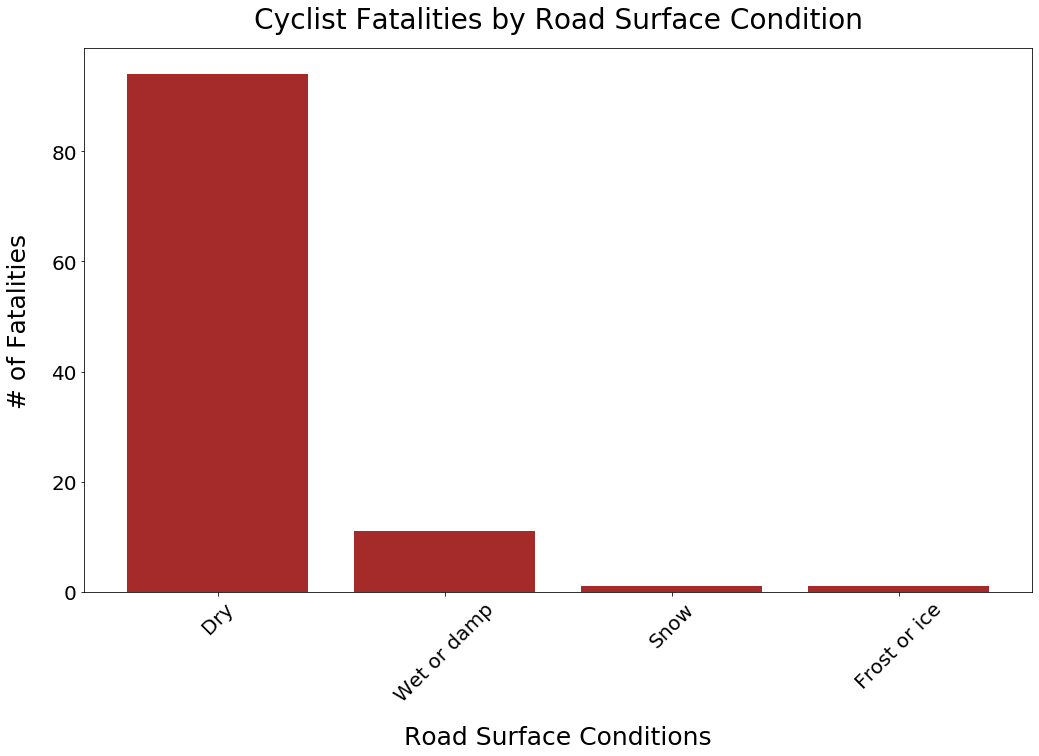 Cyclist Fatalities by Road Surface Condition
# of Fatalities
80
60
40
20
0
Dry
Wet or damp
Snow
Frost or ice
Road Surface Conditions